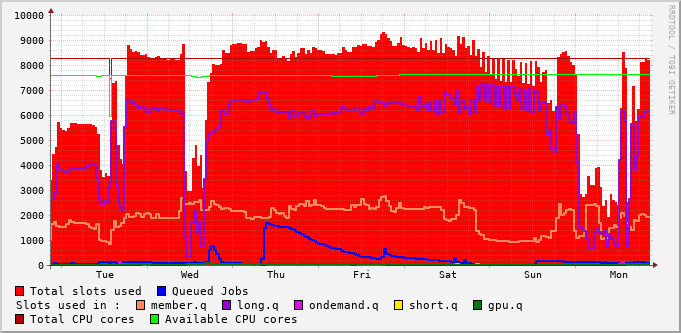 10000
9000
8000
7000
6000
5000
4000
3000
2000
1000
0
Tue Wed Thu Fri Sat Sun Mon
Total slots used Queued Jobs
Slots used in : member.q long.q ondemand.q short.q gpu.q
Total CPU cores Available CPU cores
RRDTOOL / TOBI OETIKER